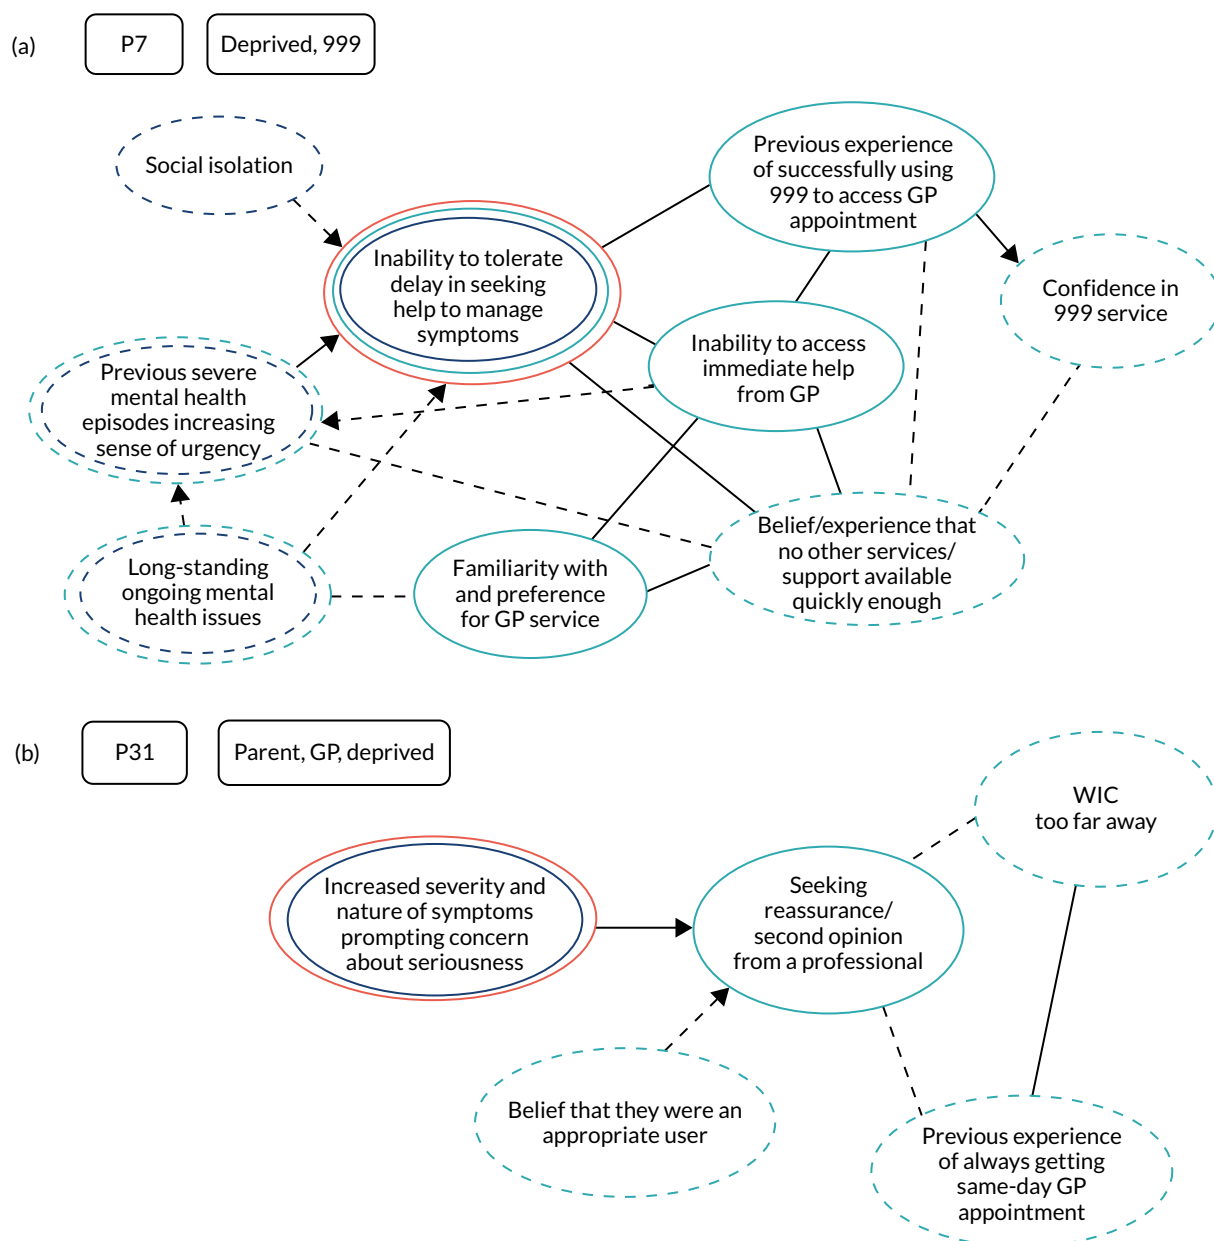 (a)
P7
Deprived, 999
Social isolation
Previous experience
of successfully using
999 to access GP
appointment
Inability to tolerate
delay in seeking
help to manage
symptoms
Confidence in
999 service
Inability to access
immediate help
from GP
Previous severe
mental health
episodes increasing
sense of urgency
Belief/experience that
no other services/
support available
quickly enough
Long-standing
ongoing mental
health issues
Familiarity with
and preference
for GP service
(b)
P31
Parent, GP, deprived
WIC
too far away
Increased severity and
nature of symptoms
prompting concern
about seriousness
Seeking
reassurance/
second opinion
from a professional
Belief that they were an
appropriate user
Previous experience
of always getting
same-day GP
appointment